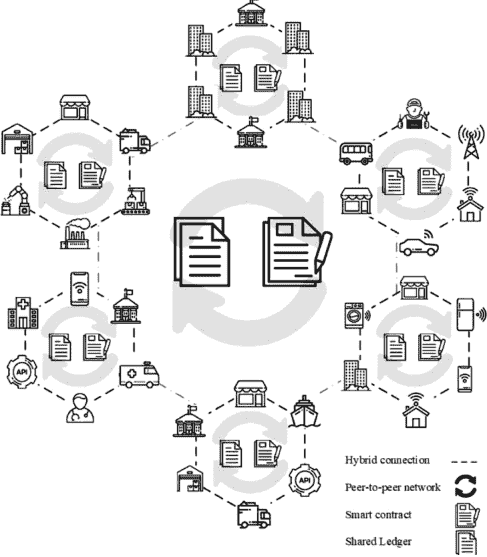 API
API
Hybrid connection
Peer-to-peer network
Smart contract
Shared Ledger